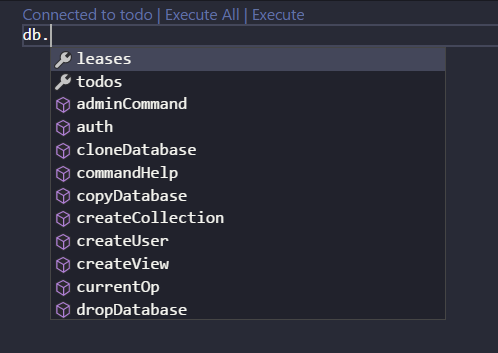 Connected to todo | Execute All | Execute
db.
leases
todos
adminCommand
auth
cloneDatabase
commandHelp
copyDatabase
createCollection
createUser
createView
currentOp
dropDatabase